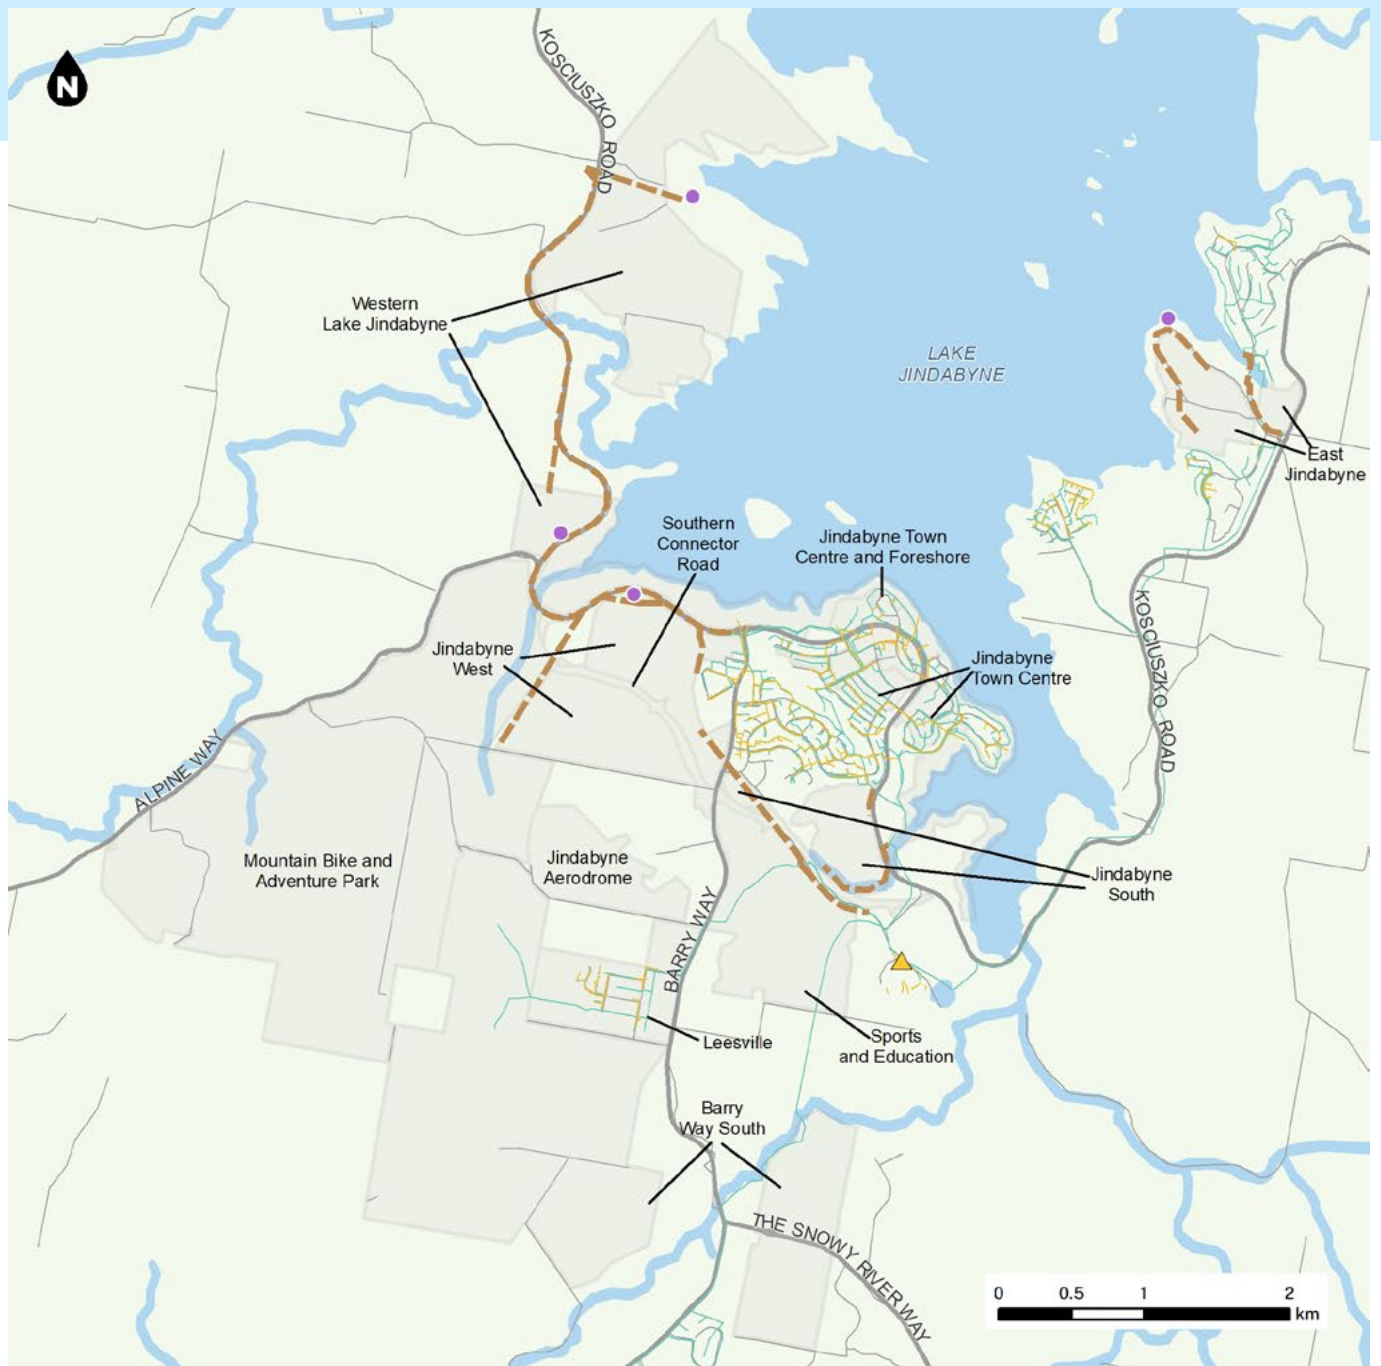 N
KOSCIUSZKO ROAD
Western
Lake Jindabyne
LAKE
JINDABYNE
East
Jindabyne
Southern
Connector
Road
Jindabyne Town
Centre and Foreshore
Jindabyne
West
Jindabyne
Town Centre
KOSCIUSZKO ROAD
ALPINE WAY
Mountain Bike and
Adventure Park
Jindabyne
Aerodrome
Jindabyne
South
BARRY WAY
Leesville
Sports
and Education
Barry
Way South
THE SNOWY RIVER WAY
0 0.5 1 2
km